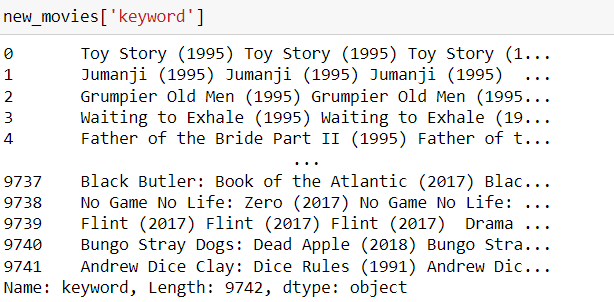 new_movies['keyword']
0 Toy Story (1995) Toy Story (1995) Toy Story (1...
1 Jumanji (1995) Jumanji (1995) Jumanji (1995) ...
2 Grumpier Old Men (1995) Grumpier Old Men (1995...
3 Waiting to Exhale (1995) Waiting to Exhale (19...
4 Father of the Bride Part II (1995) Father of t...
...
9737 Black Butler: Book of the Atlantic (2017) Blac...
9738 No Game No Life: Zero (2017) No Game No Life: ...
9739 Flint (2017) Flint (2017) Flint (2017) Drama ...
9740 Bungo Stray Dogs: Dead Apple (2018) Bungo Stra...
9741 Andrew Dice Clay: Dice Rules (1991) Andrew Dic...
Name: keyword, Length: 9742, dtype: object